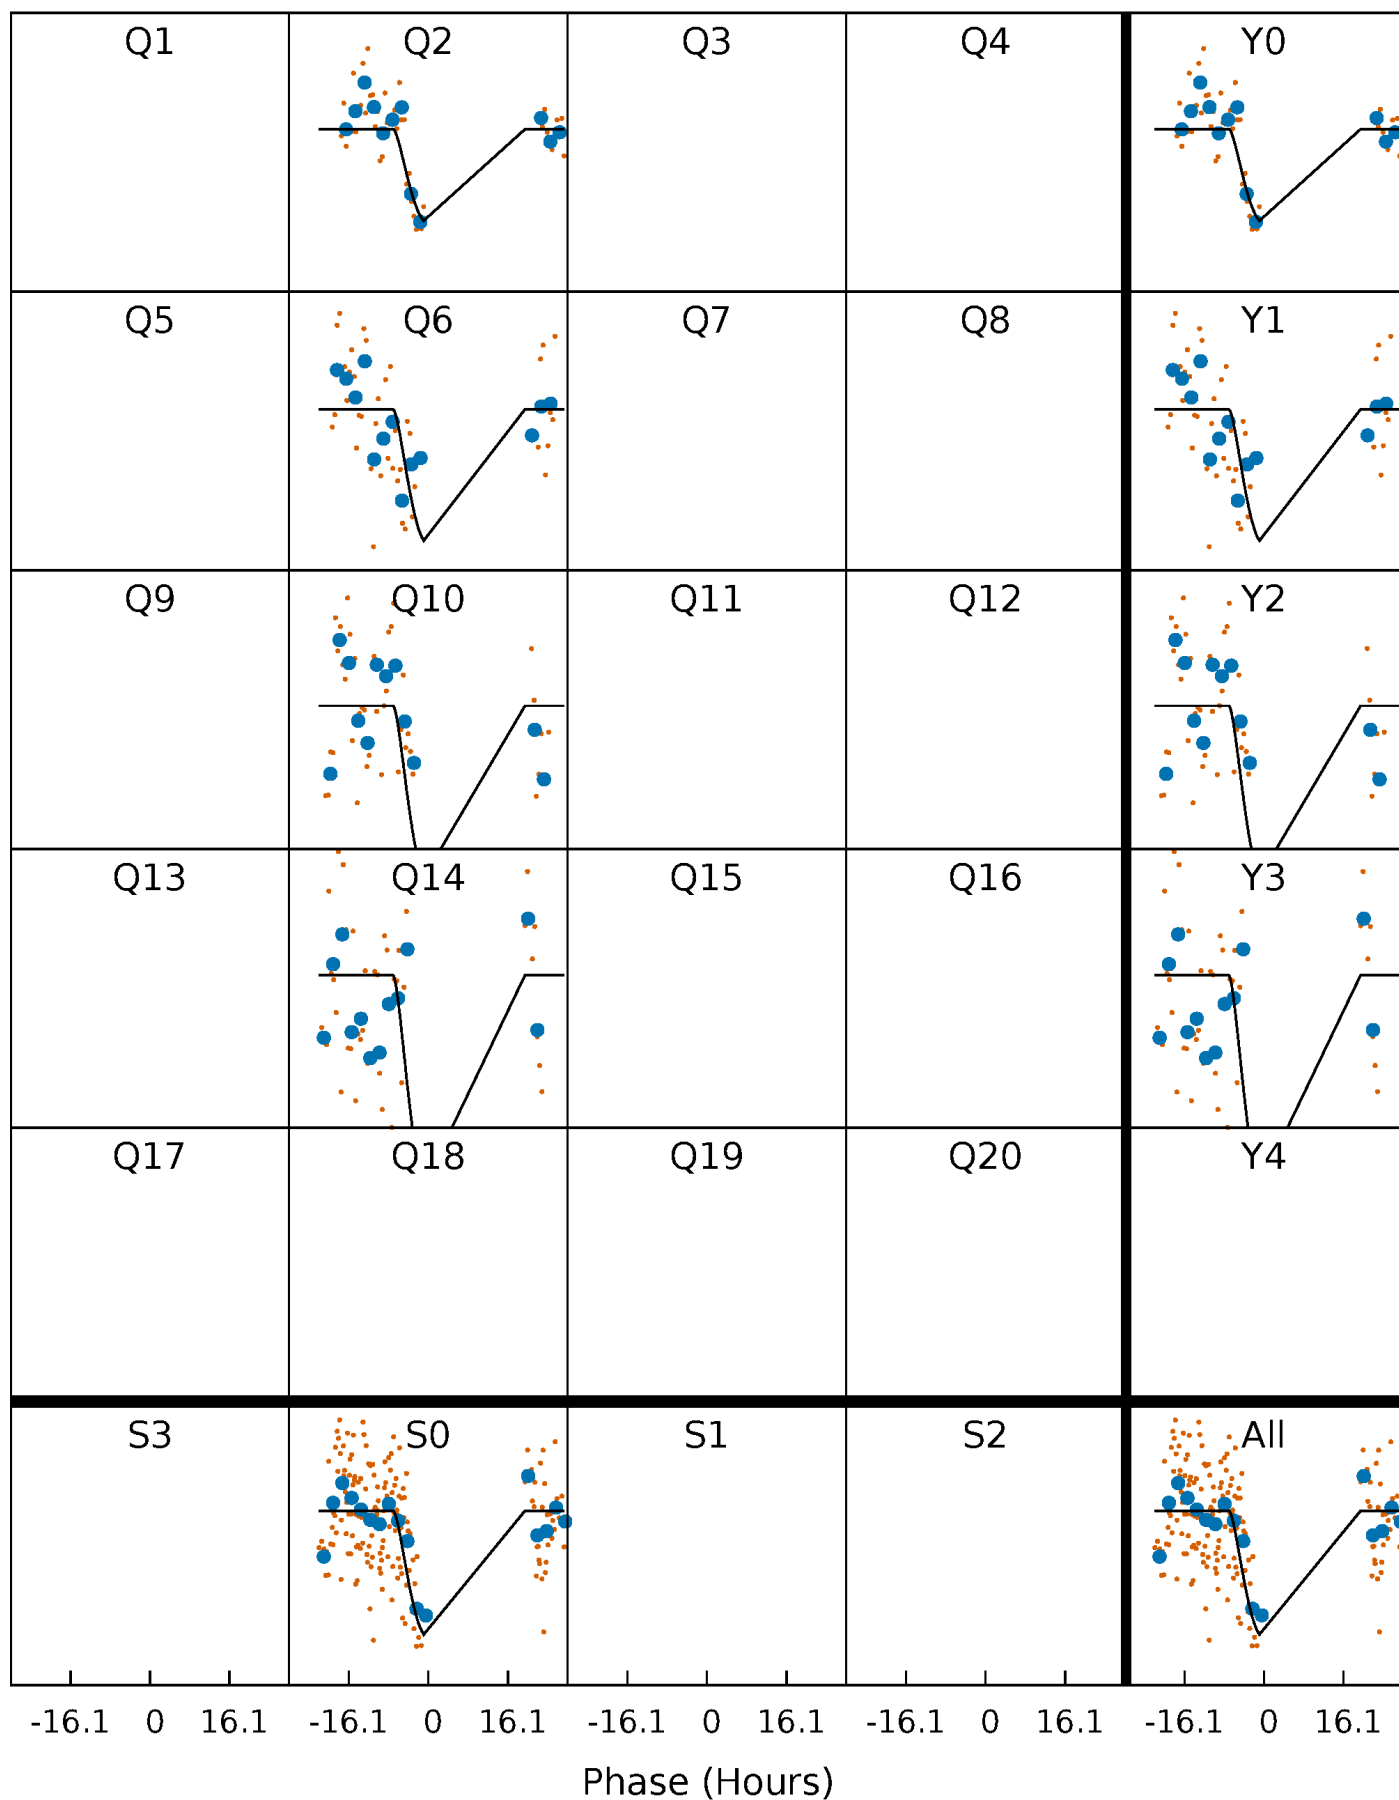 Q1 Q2 Q3 Q4 Y0
Q5 Q6 Q7 Q8 Y1
Q9 Q10 Q11 Q12 Y2
Q13 Q14 Q15 Q16 Y3
Q17 Q18 Q19 Q20 Y4
S3 S0 S1 S2 All
-16.1 0 16.1 -16.1 0 16.1 -16.1 0 16.1 -16.1 0 16.1 -16.1 0 16.1
Phase (Hours)